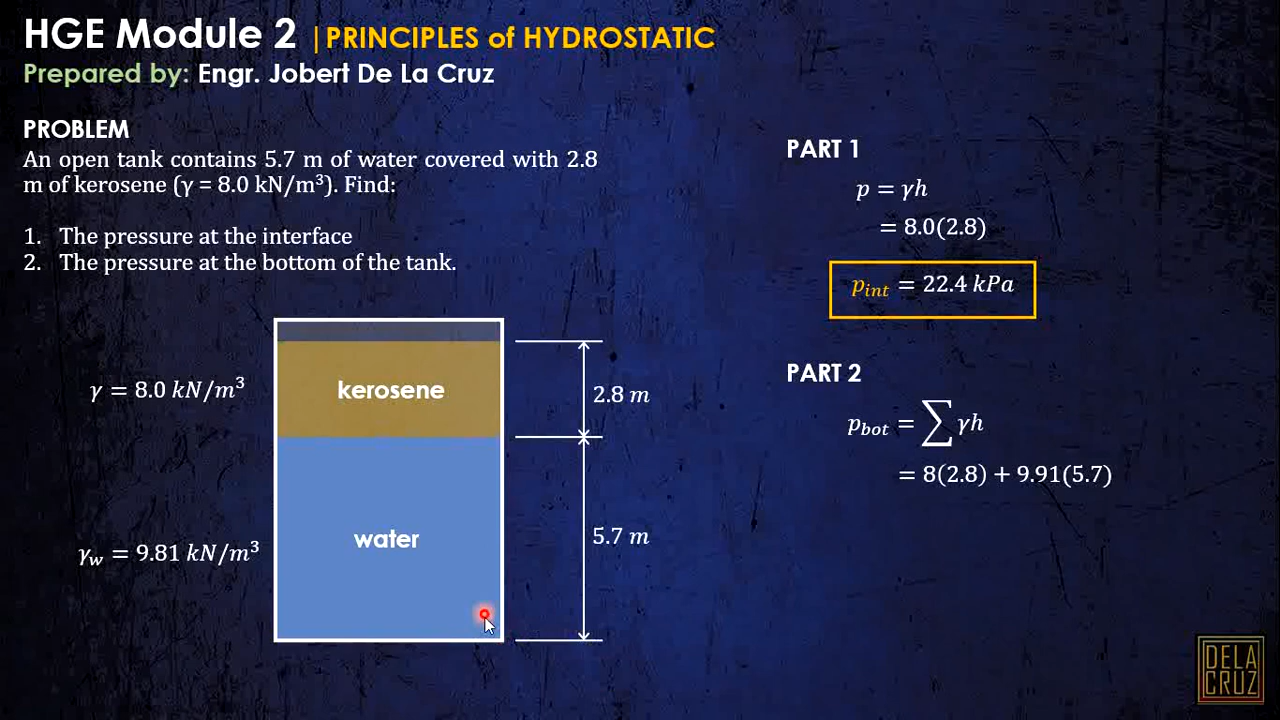 HGE Module 2 | PRINCIPLES of HYDROSTATIC
Prepared by: Engr. Jobert De La Cruz
PROBLEM
An open tank contains 5.7 m of water covered with 2.8
m of kerosene (γ = 8.0 kN/m³). Find:
1. The pressure at the interface
2. The pressure at the bottom of the tank.
γ = 8.0 kN/m³
kerosene
2.8 m
γw = 9.81 kN/m³
water
5.7 m
PART 1
p = γh
= 8.0(2.8)
pint = 22.4 kPa
PART 2
pbot = ∑ γh
= 8(2.8) + 9.91(5.7)
DELA
CRUZ